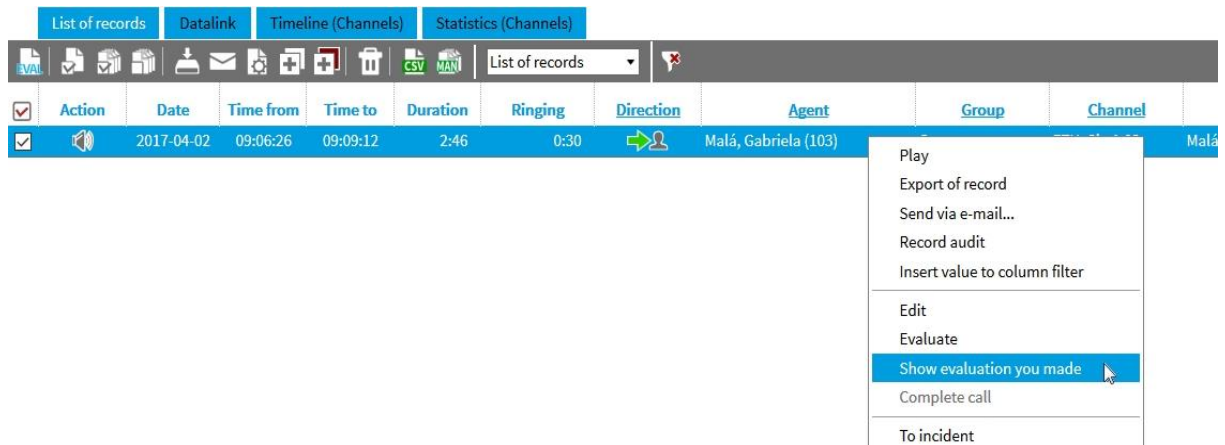 List of records Datalink Timeline (Channels) Statistics (Channels)
EVAL CSV MAN List of records
Action Date Time from Time to Duration Ringing Direction Agent Group Channel
2017-04-02 09:06:26 09:09:12 2:46 0:30 Malá, Gabriela (103) Malá
Play
Export of record
Send via e-mail...
Record audit
Insert value to column filter
Edit
Evaluate
Show evaluation you made
Complete call
To incident